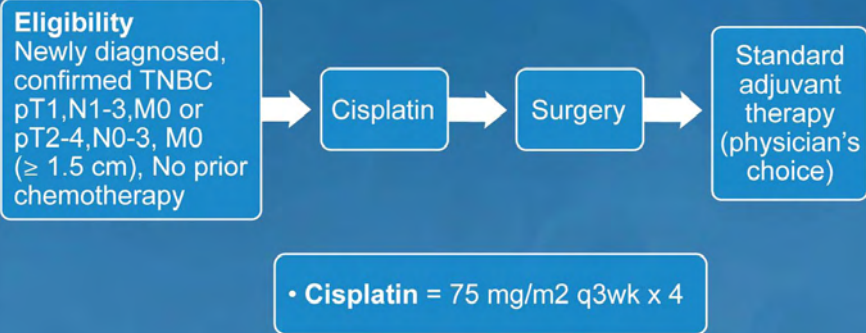 Eligibility
Newly diagnosed,
confirmed TNBC
pT1,N1-3,M0 or
pT2-4,N0-3, M0
(≥ 1.5 cm), No prior
chemotherapy
Cisplatin
Surgery
Standard
adjuvant
therapy
(physician's
choice)
• Cisplatin = 75 mg/m2 q3wk x 4